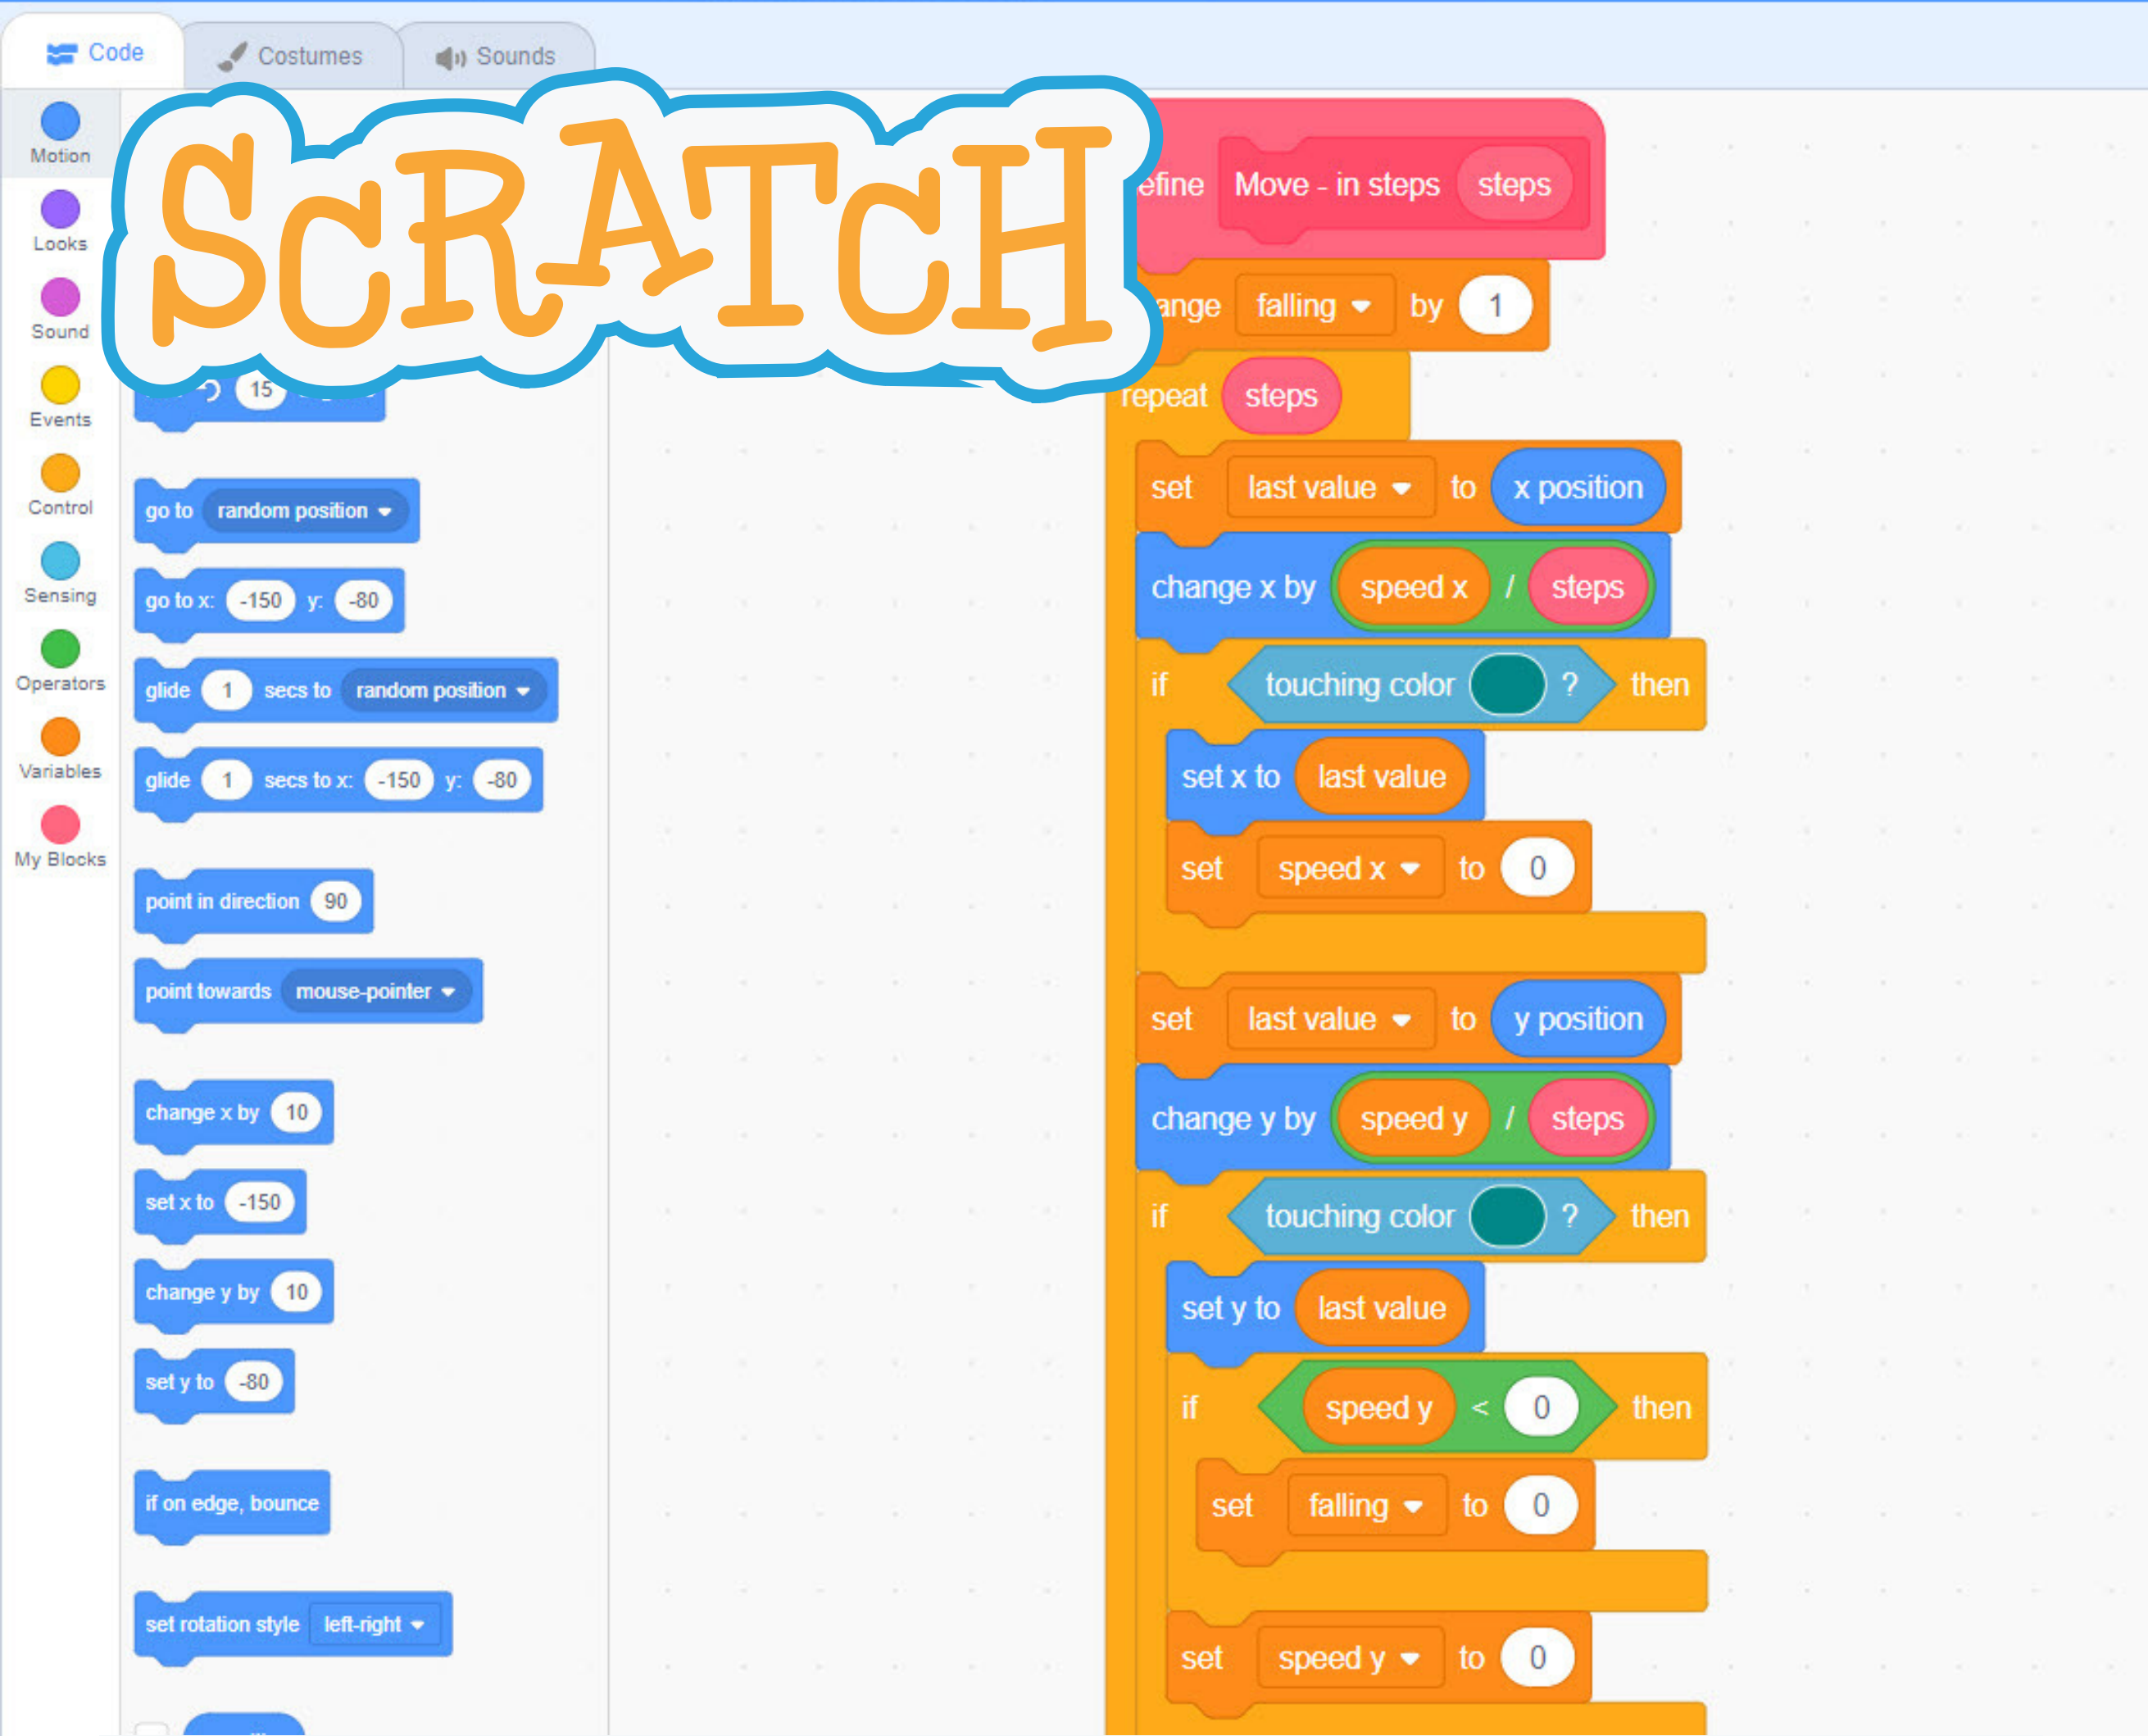 Code
Costumes
Sounds
SCRATCH
Motion
Looks
Sound
Events
Control
Sensing
Operators
Variables
My Blocks
15
go to random position
go to x: -150 y: -80
glide 1 secs to random position
glide 1 secs to x: -150 y: -80
point in direction 90
point towards mouse-pointer
change x by 10
set x to -150
change y by 10
set y to -80
if on edge, bounce
set rotation style left-right
efine Move - in steps steps
ange falling by 1
repeat steps
set last value to x position
change x by speed x / steps
if touching color ? then
set x to last value
set speed x to 0
set last value to y position
change y by speed y / steps
if touching color ? then
set y to last value
if speed y < 0 then
set falling to 0
set speed y to 0